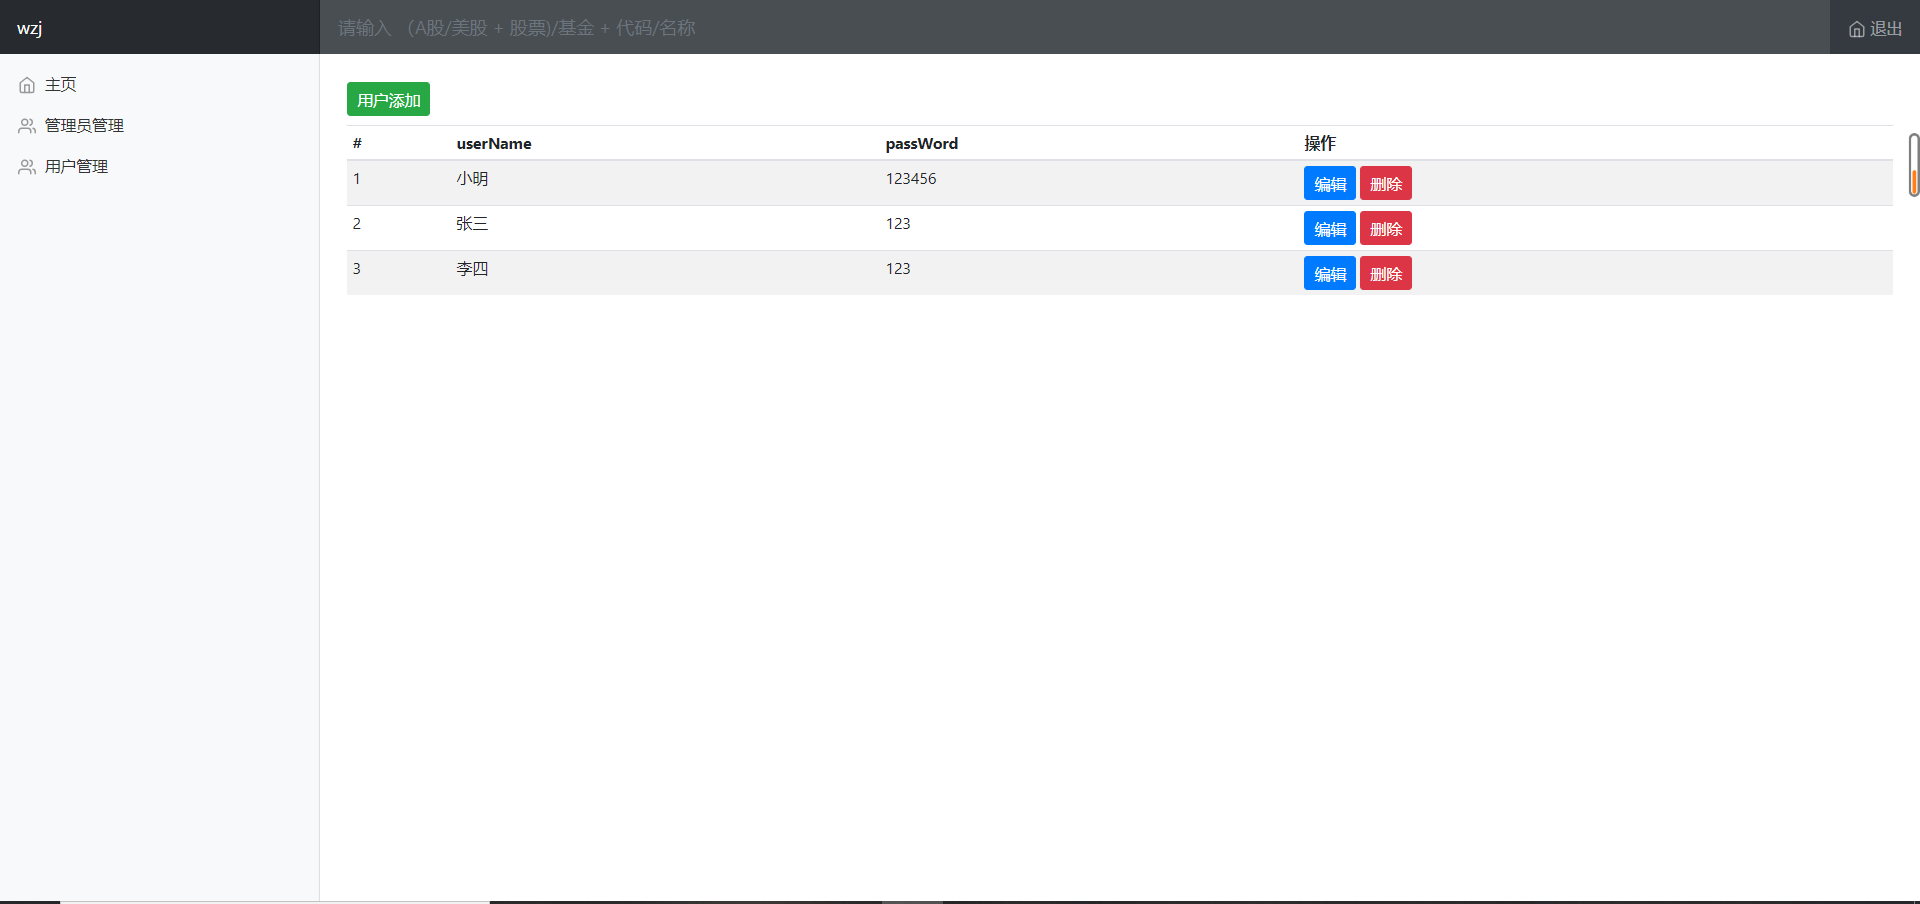 wzj
请输入 (A股/美股 + 股票)/基金 + 代码/名称
退出
主页
管理员管理
用户管理
用户添加
# userName passWord 操作
1 小明 123456 编辑 删除
2 张三 123 编辑 删除
3 李四 123 编辑 删除